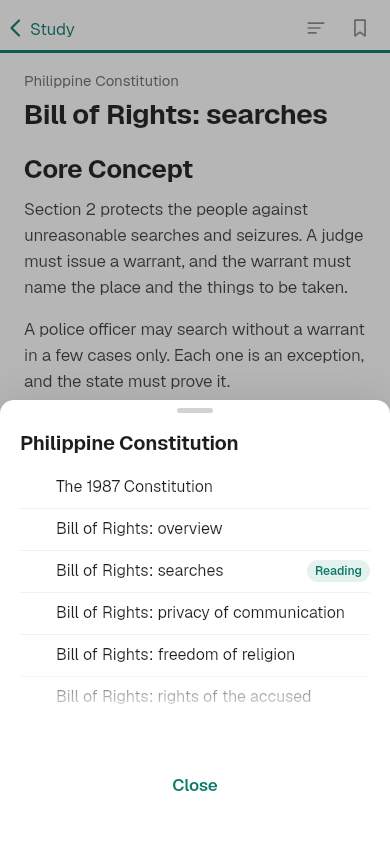 Study
Philippine Constitution
Bill of Rights: searches
Core Concept
Section 2 protects the people against
unreasonable searches and seizures. A judge
must issue a warrant, and the warrant must
name the place and the things to be taken.
A police officer may search without a warrant
in a few cases only. Each one is an exception,
and the state must prove it.
Philippine Constitution
The 1987 Constitution
Bill of Rights: overview
Bill of Rights: searches
Reading
Bill of Rights: privacy of communication
Bill of Rights: freedom of religion
Bill of Rights: rights of the accused
Close